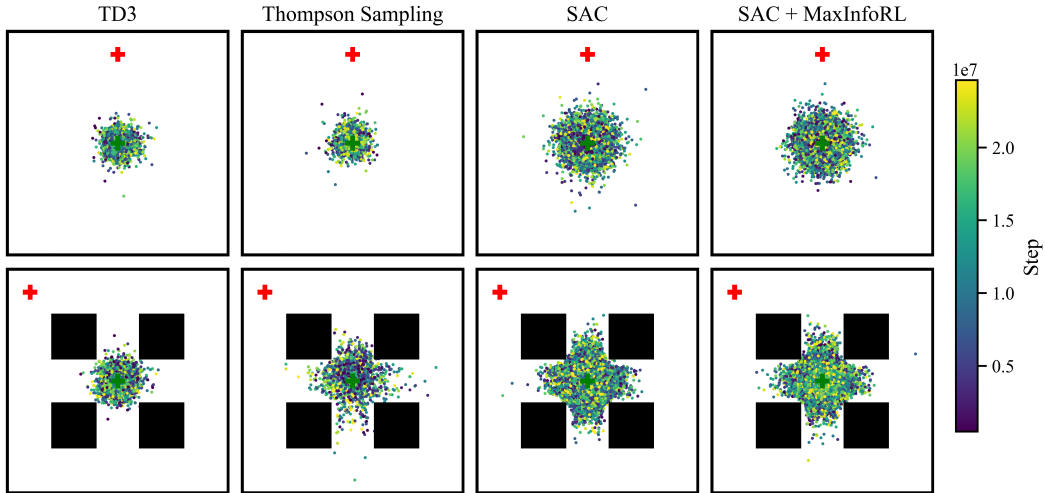 TD3
Thompson Sampling
SAC
SAC + MaxInfoRL
1e7
2.0
1.5
1.0
0.5
Step